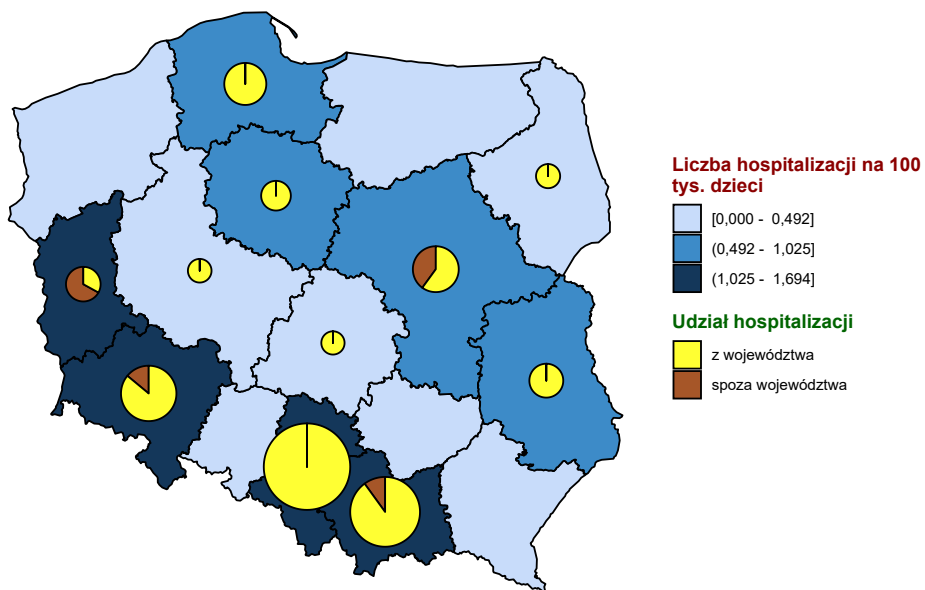 Liczba hospitalizacji na 100
tys. dzieci
[0,000 - 0,492]
(0,492 - 1,025]
(1,025 - 1,694]
Udział hospitalizacji
z województwa
spoza województwa